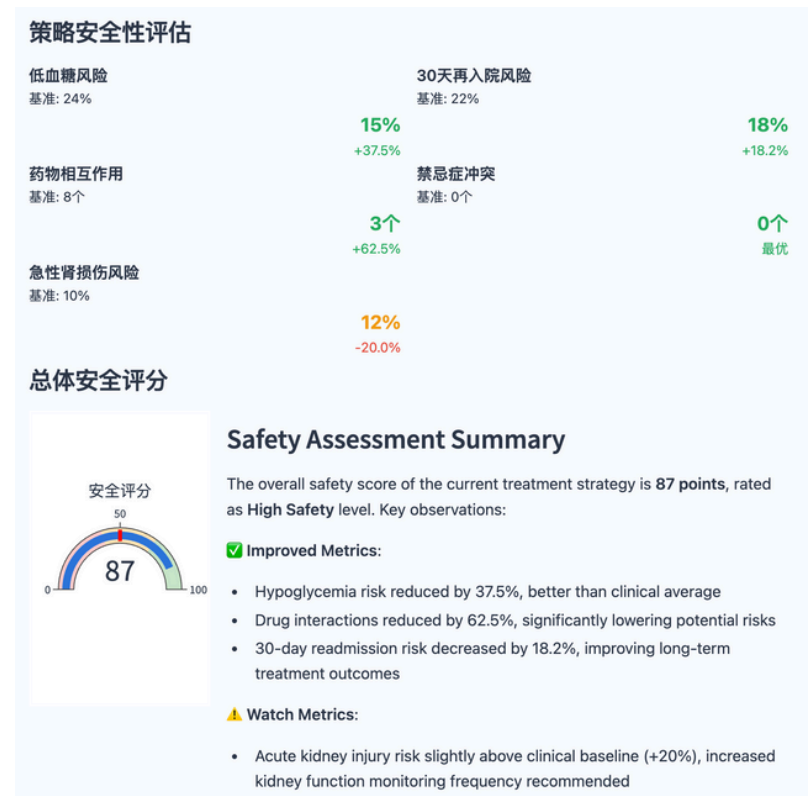 策略安全性评估
低血糖风险
基准: 24%
15%
+37.5%
30天再入院风险
基准: 22%
18%
+18.2%
药物相互作用
基准: 8个
3个
+62.5%
禁忌症冲突
基准: 0个
0个
最优
急性肾损伤风险
基准: 10%
12%
-20.0%
总体安全评分
安全评分
50
87
0
100
Safety Assessment Summary
The overall safety score of the current treatment strategy is 87 points, rated
as High Safety level. Key observations:
✅ Improved Metrics:
• Hypoglycemia risk reduced by 37.5%, better than clinical average
• Drug interactions reduced by 62.5%, significantly lowering potential risks
• 30-day readmission risk decreased by 18.2%, improving long-term
treatment outcomes
⚠️ Watch Metrics:
• Acute kidney injury risk slightly above clinical baseline (+20%), increased
kidney function monitoring frequency recommended